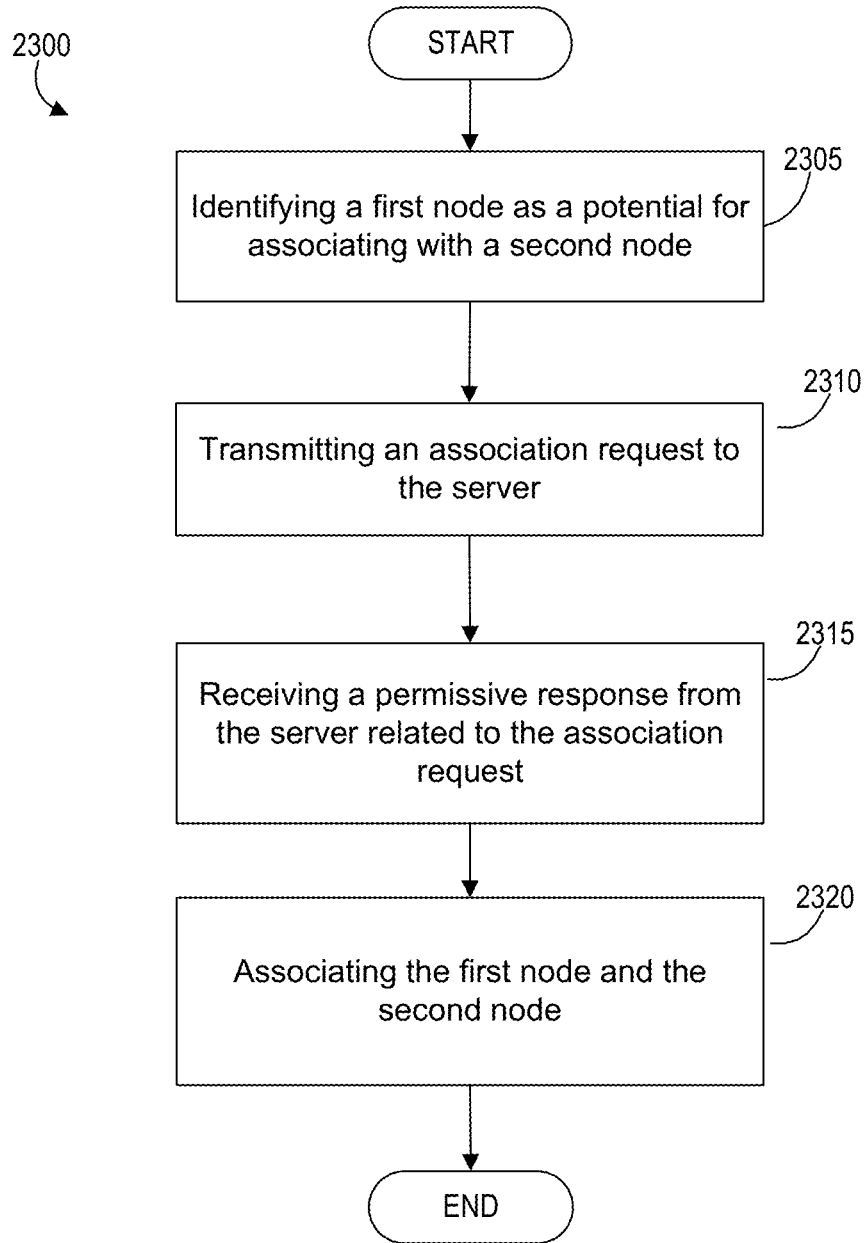 2300
START
2305
Identifying a first node as a potential for
associating with a second node
2310
Transmitting an association request to
the server
2315
Receiving a permissive response from
the server related to the association
request
2320
Associating the first node and the
second node
END